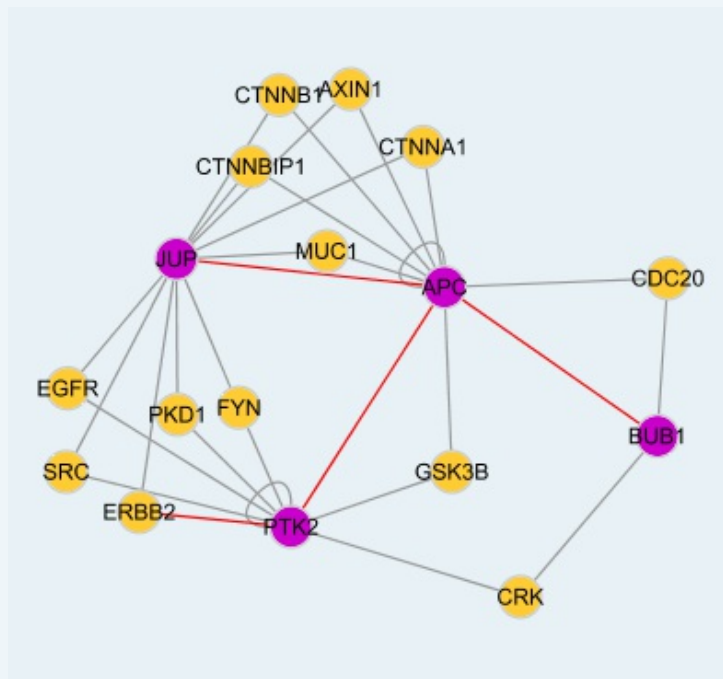 CTNNB1
AXIN1
CTNNA1
CTNNBIP1
MUC1
JUP
APC
CDC20
EGFR
PKD1
FYN
BUB1
SRC
GSK3B
ERBB2
PTK2
CRK